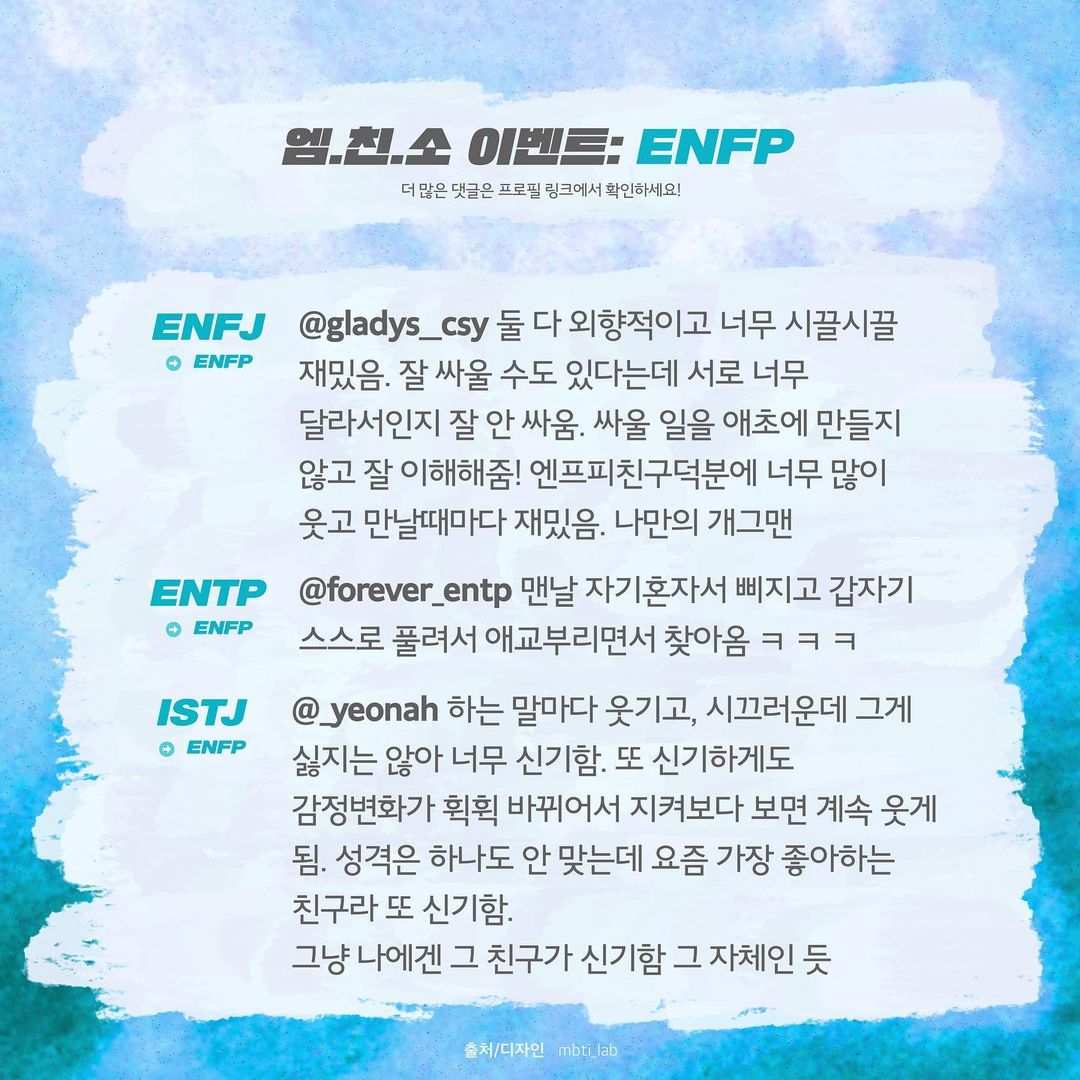 엠.친.소 이벤트: ENFP
더 많은 댓글은 프로필 링크에서 확인하세요!
ENFJ
➔ ENFP
@gladys_csy 둘 다 외향적이고 너무 시끌시끌
재밌음. 잘 싸울 수도 있다는데 서로 너무
달라서인지 잘 안 싸움. 싸울 일을 애초에 만들지
않고 잘 이해해줌! 엔프피친구덕분에 너무 많이
웃고 만날때마다 재밌음. 나만의 개그맨
ENTP
➔ ENFP
@forever_entp 맨날 자기혼자서 삐지고 갑자기
스스로 풀려서 애교부리면서 찾아옴 ㅋ ㅋ ㅋ
ISTJ
➔ ENFP
@_yeonah 하는 말마다 웃기고, 시끄러운데 그게
싫지는 않아 너무 신기함. 또 신기하게도
감정변화가 휙휙 바뀌어서 지켜보다 보면 계속 웃게
됨. 성격은 하나도 안 맞는데 요즘 가장 좋아하는
친구라 또 신기함.
그냥 나에겐 그 친구가 신기함 그 자체인 듯
출처/디자인 mbti_lab